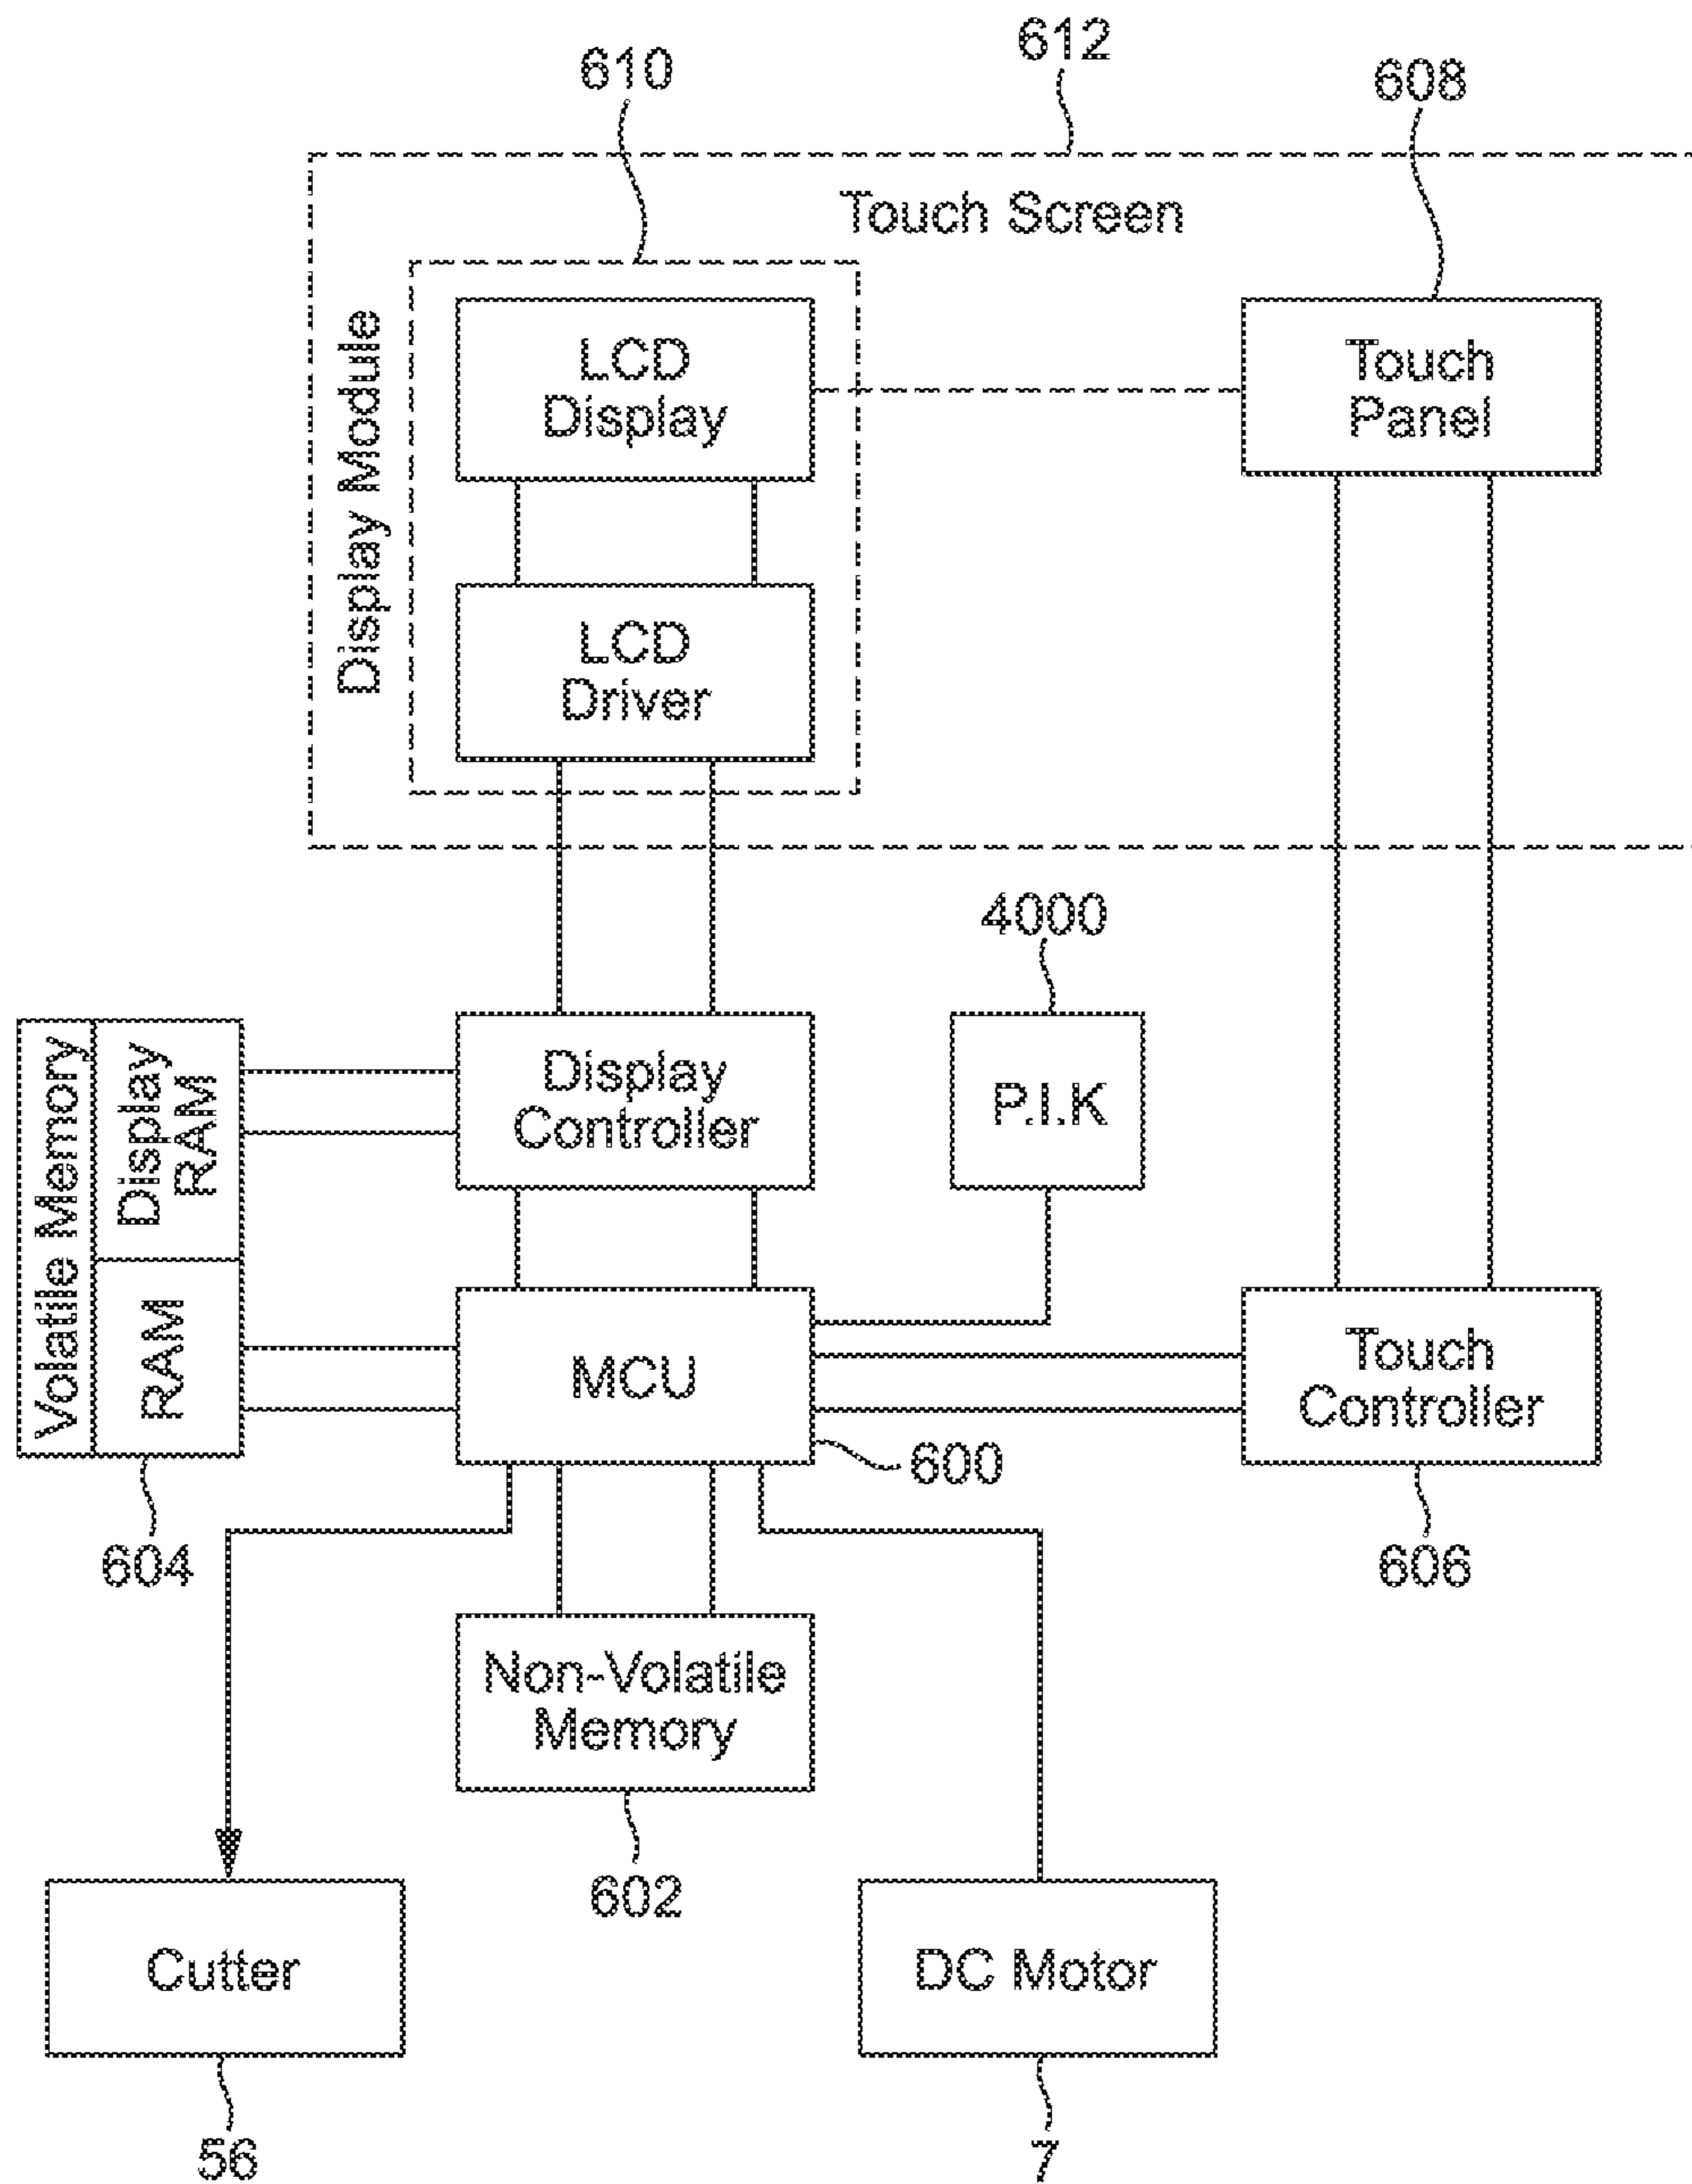 612
610
608
Touch Screen
Display Module
LCD
Display
Touch
Panel
LCD
Driver
4000
Volatile Memory
Display
RAM
Display
Controller
P.I.K
RAM
MCU
Touch
Controller
600
604
606
Non-Volatile
Memory
602
Cutter
DC Motor
56
7